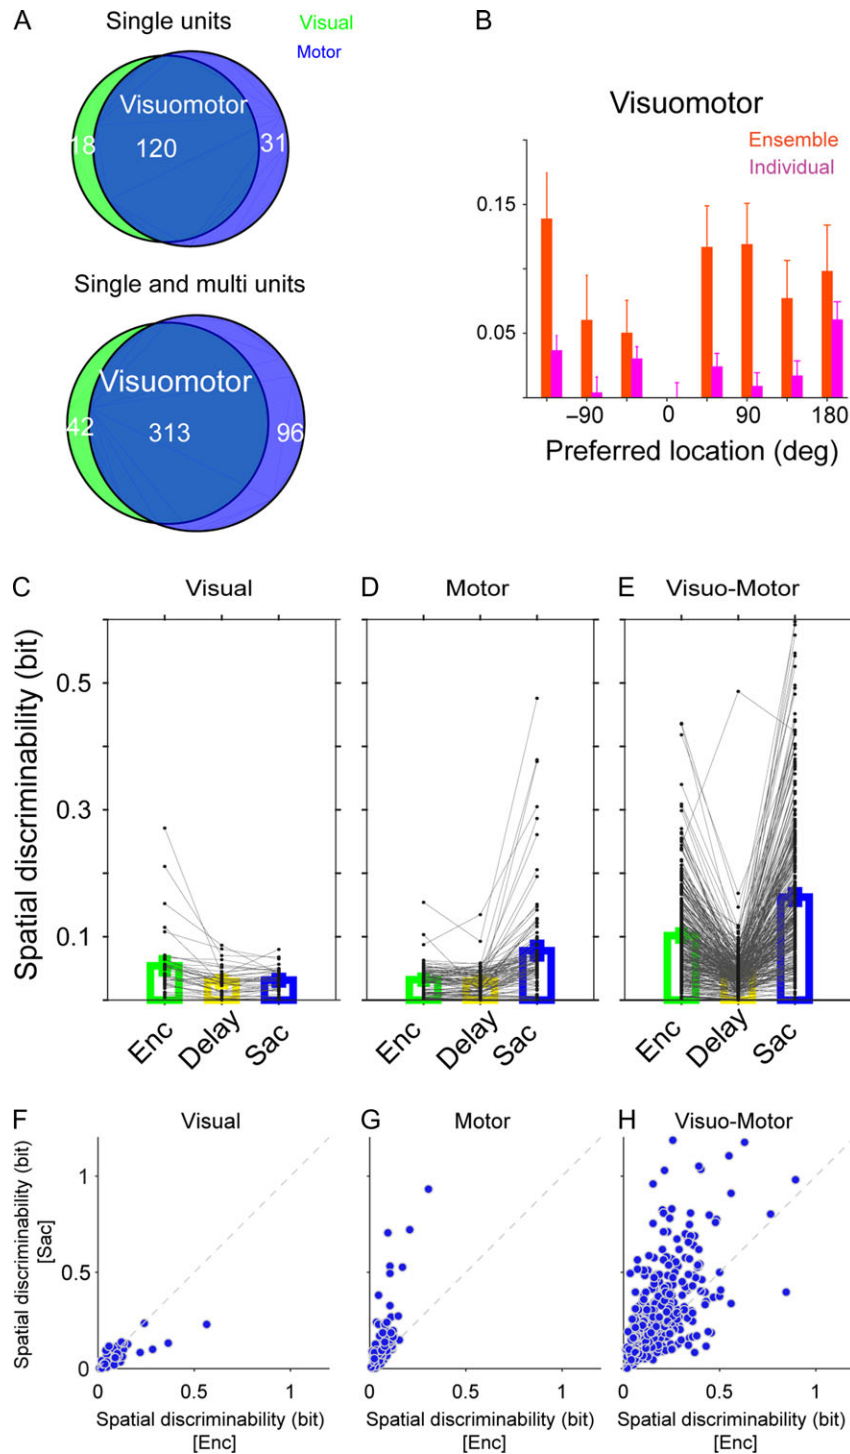 A
Single units
Visual
Motor
Visuomotor
18
120
31
Single and multi units
Visuomotor
42
313
96
B
Visuomotor
Ensemble
Individual
0.15
0.05
−90 0 90 180
Preferred location (deg)
C Visual
D Motor
E Visuo-Motor
Spatial discriminability (bit)
0.5
0.3
0.1
Enc Delay Sac
Enc Delay Sac
Enc Delay Sac
F Visual
G Motor
H Visuo-Motor
Spatial discriminability (bit)
[Sac]
1
0.5
0
0 0.5 1
0 0.5 1
0 0.5 1
Spatial discriminability (bit)
[Enc]
Spatial discriminability (bit)
[Enc]
Spatial discriminability (bit)
[Enc]